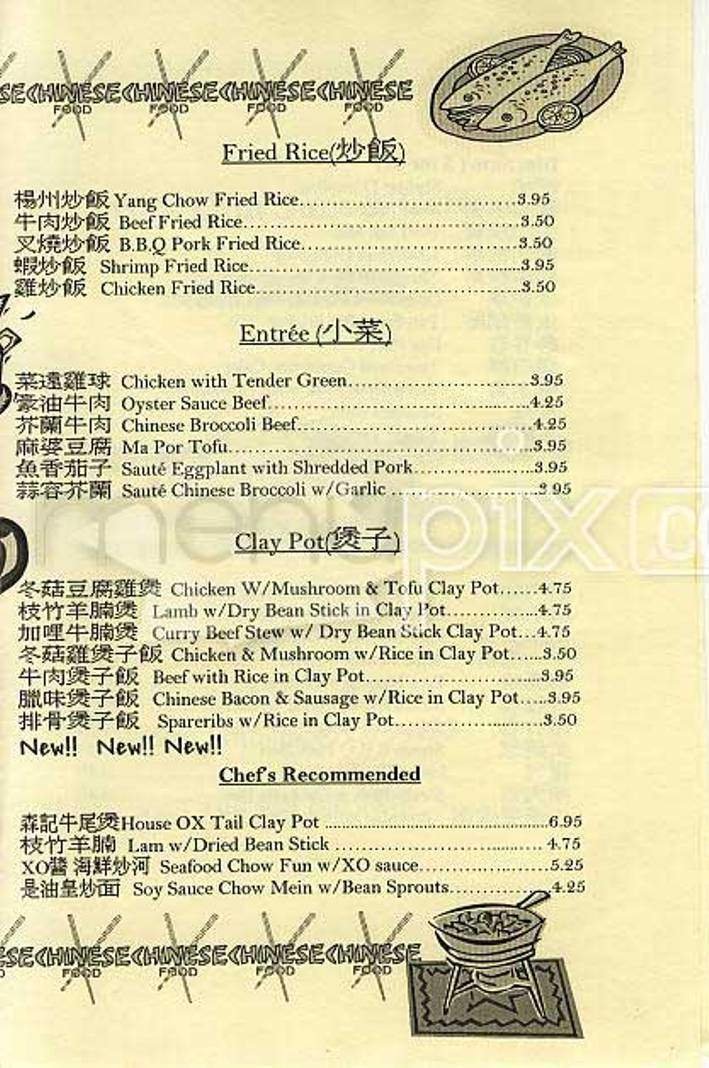 CHINESE CHINESE CHINESE CHINESE
FOOD FOOD FOOD
Fried Rice(炒飯)
楊州炒飯 Yang Chow Fried Rice.................................3.95
牛肉炒飯 Beef Fried Rice..........................................3.50
叉燒炒飯 B.B.Q Pork Fried Rice.................................3.50
蝦炒飯 Shrimp Fried Rice..........................................3.95
雞炒飯 Chicken Fried Rice.........................................3.50
Entrée (小菜)
菜遠雞球 Chicken with Tender Green.............................3.95
豪油牛肉 Oyster Sauce Beef.......................................4.25
芥蘭牛肉 Chinese Broccoli Beef..................................4.25
麻婆豆腐 Ma Por Tofu..............................................3.95
魚香茄子 Sauté Eggplant with Shredded Pork...................3.95
蒜容芥蘭 Sauté Chinese Broccoli w/Garlic ......................3.95
menupix
Clay Pot(煲子)
冬菇豆腐雞煲 Chicken W/Mushroom & Tofu Clay Pot......4.75
枝竹羊腩煲 Lamb w/Dry Bean Stick in Clay Pot...............4.75
加哩牛腩煲 Curry Beef Stew w/ Dry Bean Stick Clay Pot...4.75
冬菇雞煲子飯 Chicken & Mushroom w/Rice in Clay Pot......3.50
牛肉煲子飯 Beef with Rice in Clay Pot...........................3.95
臘味煲子飯 Chinese Bacon & Sausage w/Rice in Clay Pot.....3.95
排骨煲子飯 Spareribs w/Rice in Clay Pot.......................3.50
New!! New!! New!!
Chef's Recommended
森記牛尾煲House OX Tail Clay Pot ..................................6.95
枝竹羊腩 Lam w/Dried Bean Stick ................................ 4.75
XO醬 海鮮炒河 Seafood Chow Fun w/XO sauce....................5.25
是油皇炒面 Soy Sauce Chow Mein w/Bean Sprouts...............4.25
ESE CHINESE CHINESE CHINESE CHINESE
FOOD FOOD FOOD